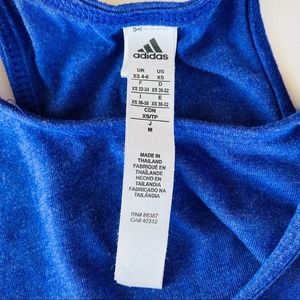 adidas
UK US
XS 4-6 XS
F D
XS 32-34 XS 30-32
I E
XS 36-38 XS 30-32
CDN
XS/TP
J
M
MADE IN
THAILAND
FABRIQUÉ EN
THAÏLANDE
HECHO EN
TAILANDIA
FABRICADO NA
TAILÂNDIA
RN# 88387
CA# 40312